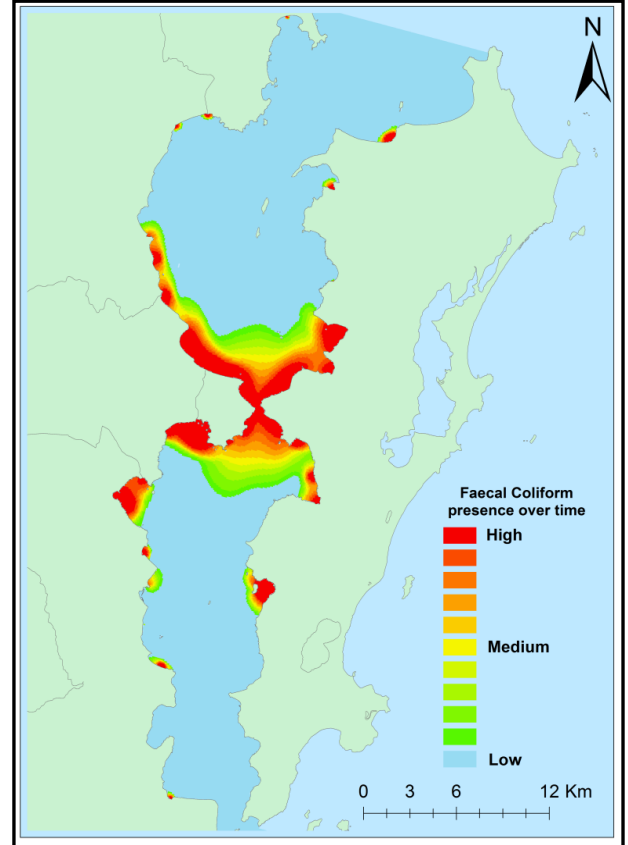 N
Faecal Coliform
presence over time
High
Medium
Low
0 3 6 12 Km